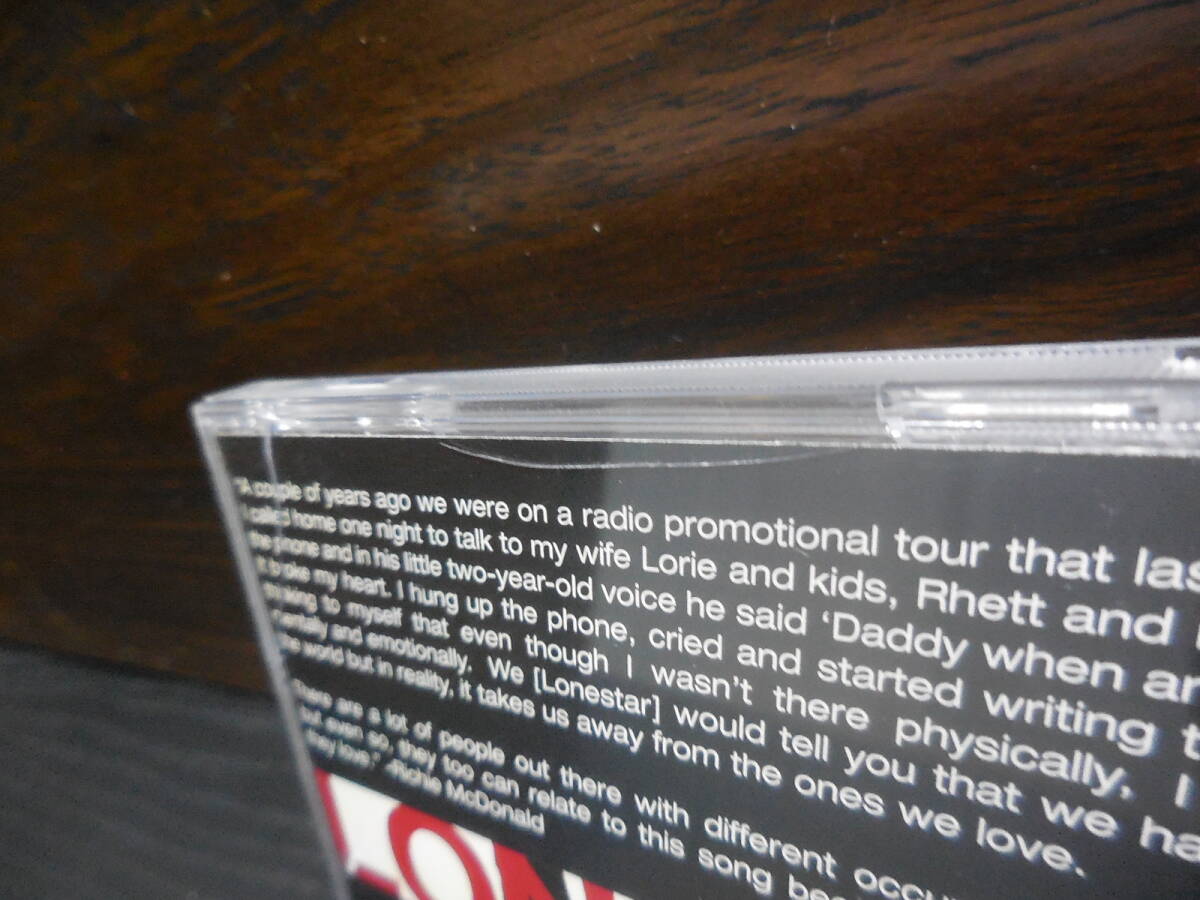 "A couple of years ago we were on a radio promotional tour that las
I called home one night to talk to my wife Lorie and kids, Rhett and
the phone and in his little two-year-old voice he said 'Daddy when ar
It broke my heart. I hung up the phone, cried and started writing t
thinking to myself that even though I wasn't there physically, I
mentally and emotionally. We [Lonestar] would tell you that we ha
the world but in reality, it takes us away from the ones we love.
There are a lot of people out there with different occu
but even so, they too can relate to this song bec
they love." -Richie McDonald
LON